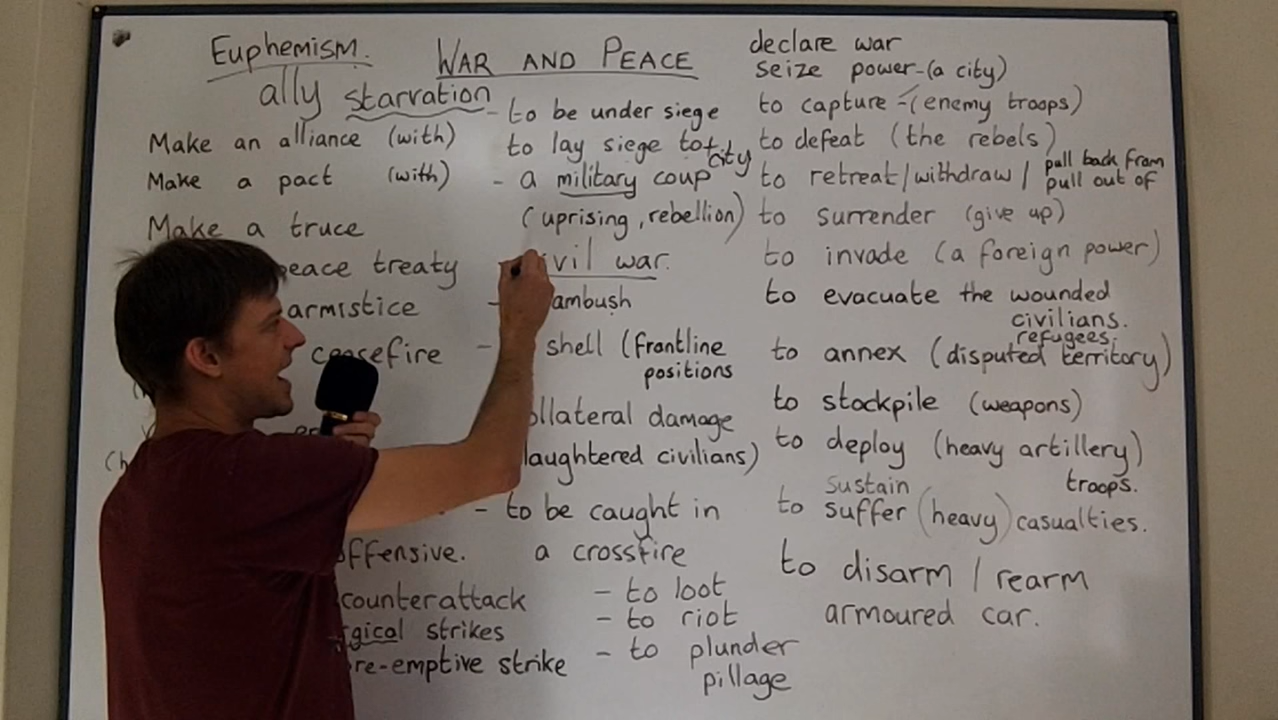 Euphemism.
WAR AND PEACE
ally starvation
Make an alliance (with)
Make a pact (with)
Make a truce
peace treaty
armistice
ceasefire
offensive.
counterattack
gical strikes
re-emptive strike
- to be under siege
to lay siege to city
- a military coup
(uprising, rebellion)
ivil war.
ambush
- shell (frontline
positions
ollateral damage
laughtered civilians)
- to be caught in
a crossfire
- to loot
- to riot
- to plunder
pillage
declare war
seize power - (a city)
to capture - (enemy troops)
to defeat (the rebels)
to retreat/withdraw / pull back from
pull out of
to surrender (give up)
to invade (a foreign power)
to evacuate the wounded
civilians.
refugees.
to annex (disputed territory)
to stockpile (weapons)
to deploy (heavy artillery)
troops.
sustain
to suffer (heavy) casualties.
to disarm / rearm
armoured car.